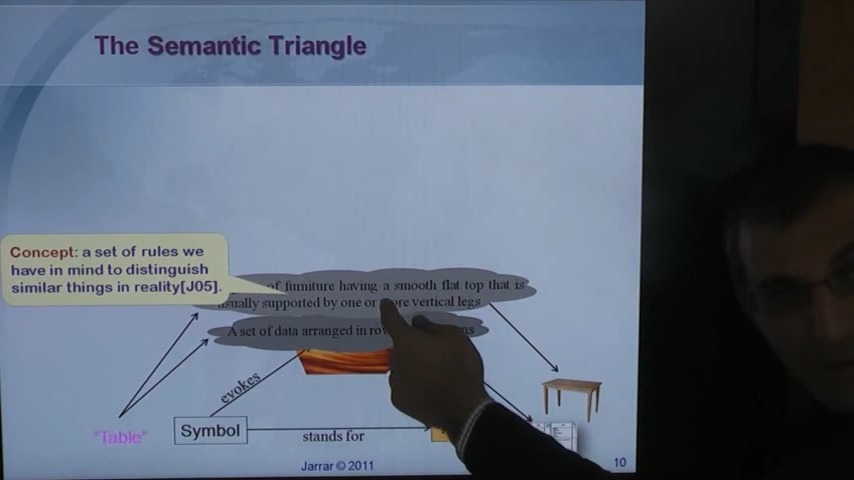 The Semantic Triangle
Concept: a set of rules we
have in mind to distinguish
similar things in reality[J05].
of furniture having a smooth flat top that is
usually supported by one or more vertical legs
A set of data arranged in
evokes
"Table"
Symbol
stands for
Jarrar © 2011
10